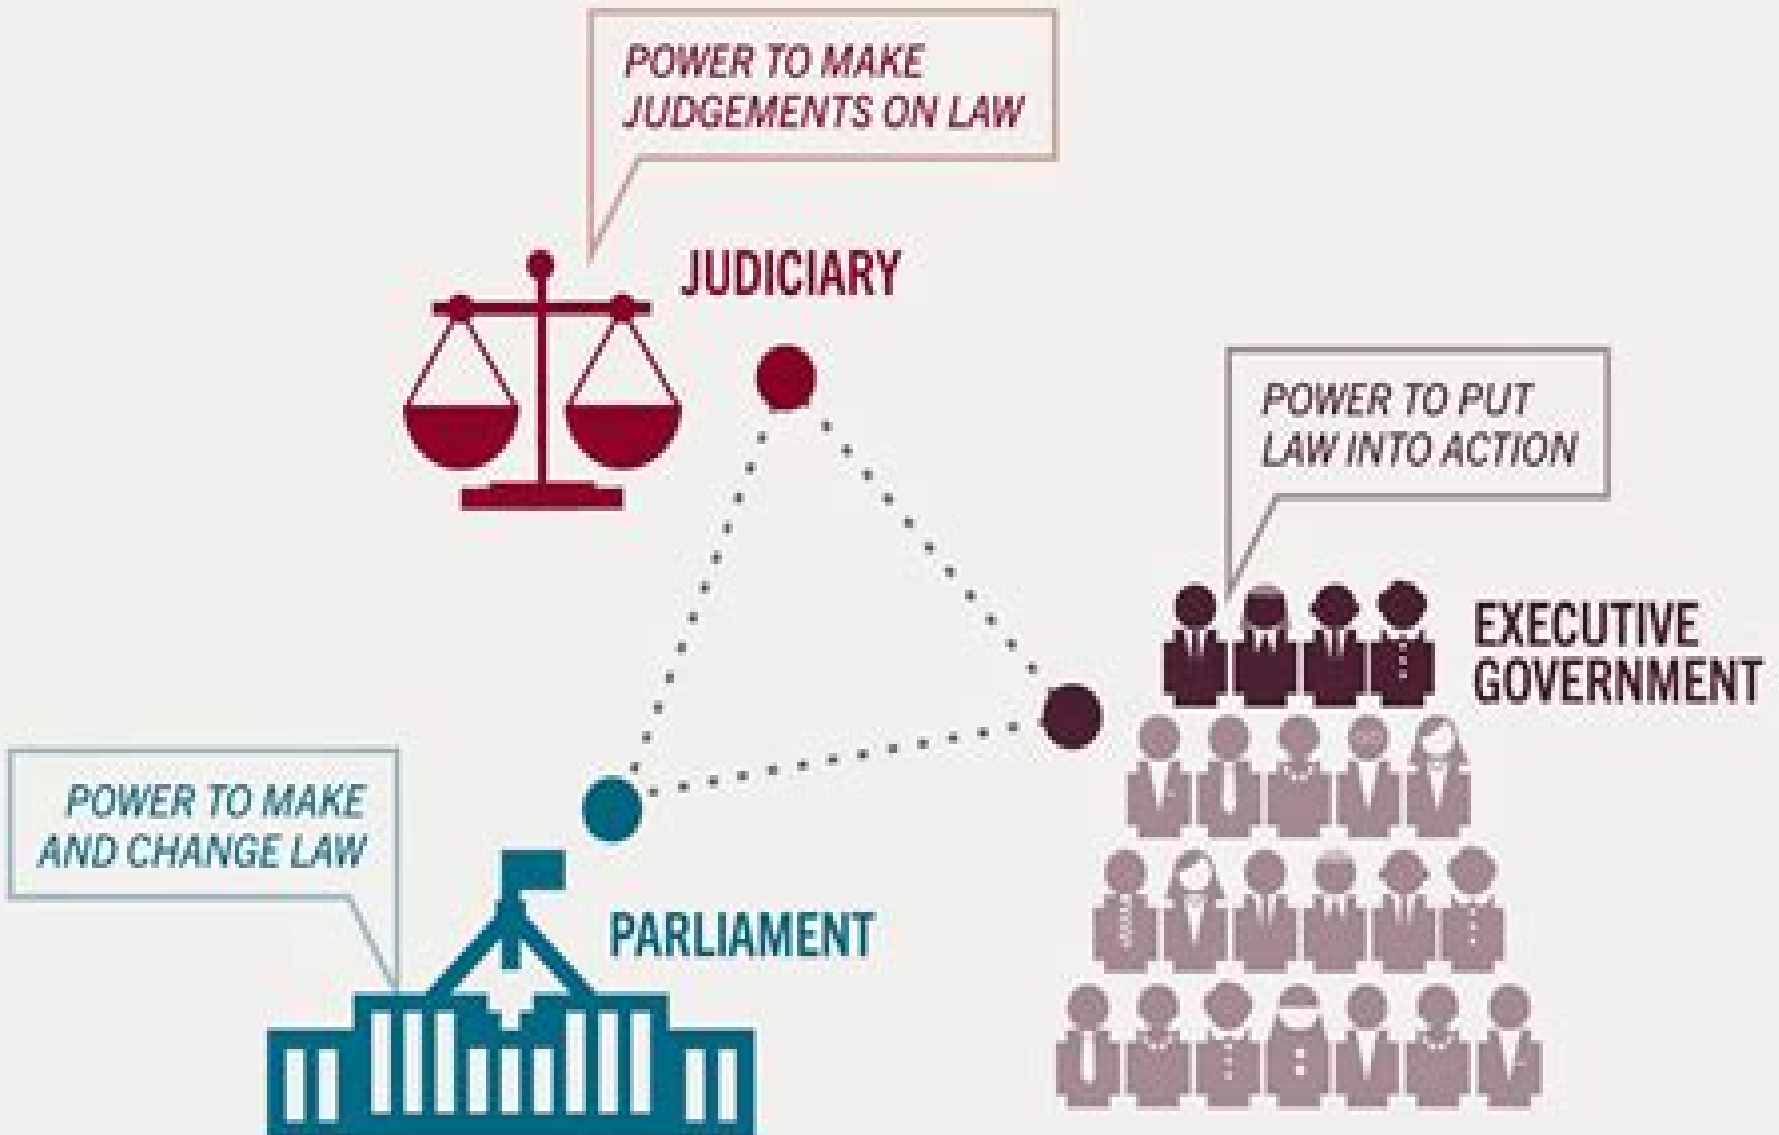 POWER TO MAKE
JUDGEMENTS ON LAW
JUDICIARY
POWER TO PUT
LAW INTO ACTION
EXECUTIVE
GOVERNMENT
POWER TO MAKE
AND CHANGE LAW
PARLIAMENT